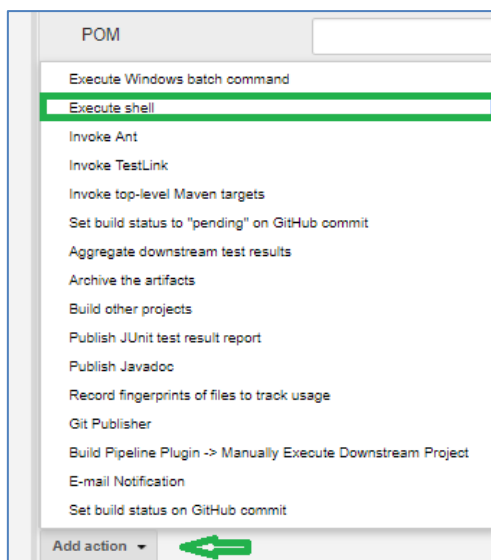 POM
Execute Windows batch command
Execute shell
Invoke Ant
Invoke TestLink
Invoke top-level Maven targets
Set build status to "pending" on GitHub commit
Aggregate downstream test results
Archive the artifacts
Build other projects
Publish JUnit test result report
Publish Javadoc
Record fingerprints of files to track usage
Git Publisher
Build Pipeline Plugin -> Manually Execute Downstream Project
E-mail Notification
Set build status on GitHub commit
Add action